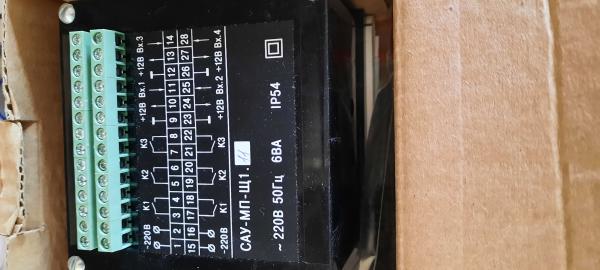 ~220В К1 К2 К3 +12В Вх.1 +12В Вх.3
1 2 3 4 5 6 7 8 9 10 11 12 13 14
15 16 17 18 19 20 21 22 23 24 25 26 27 28
~220В К1 К2 К3 +12В Вх.2 +12В Вх.4
САУ-МП-Щ1.11
~ 220В 50Гц 6ВА IP54